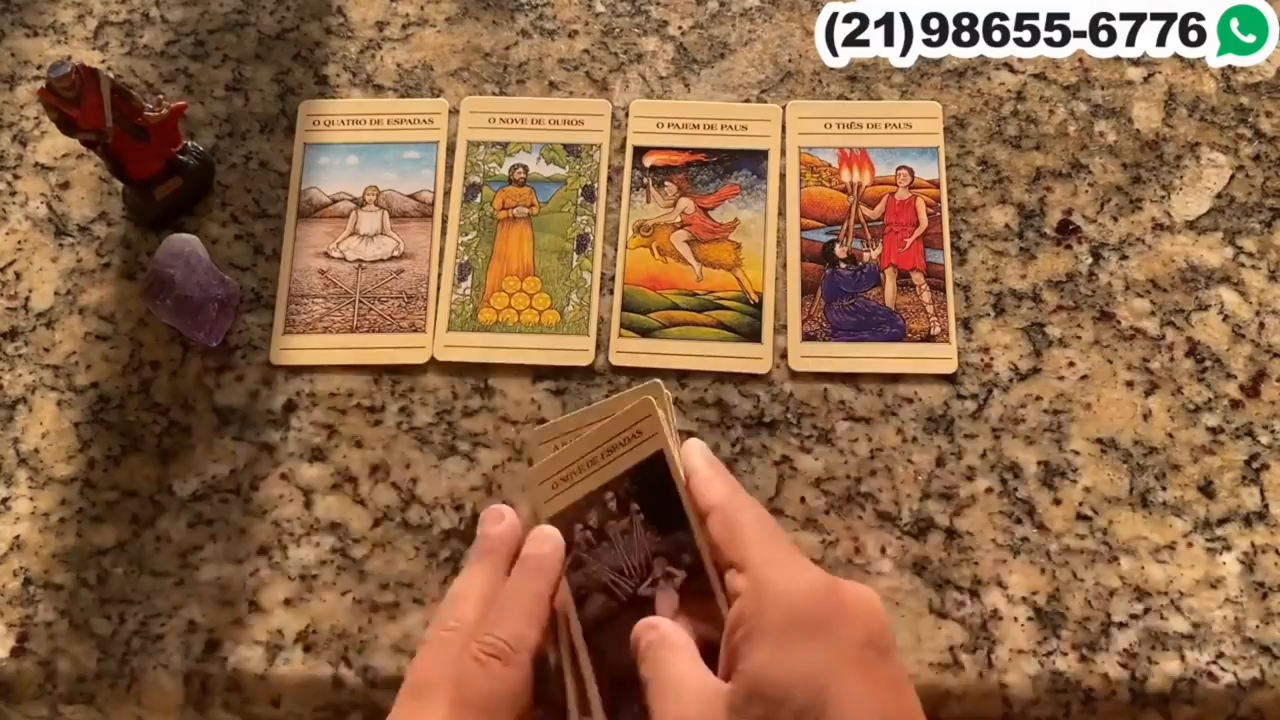 (21)98655-6776
O QUATRO DE ESPADAS
O NOVE DE OUROS
O PAJEM DE PAUS
O TRÊS DE PAUS
O NOVE DE ESPADAS